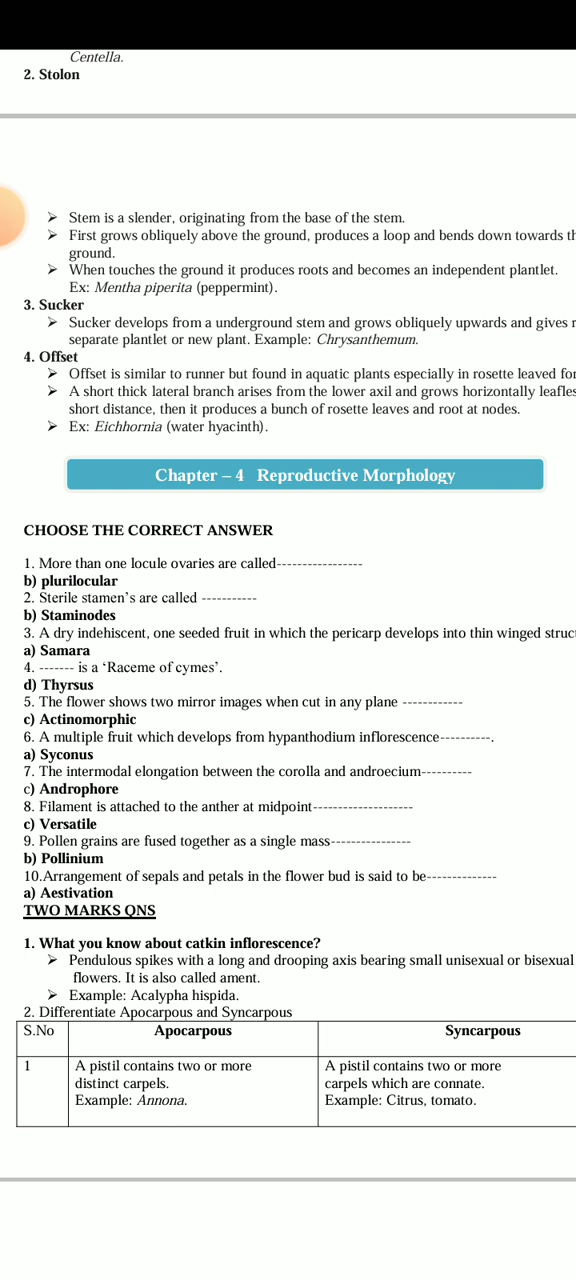 Centella.
2. Stolon
➢ Stem is a slender, originating from the base of the stem.
➢ First grows obliquely above the ground, produces a loop and bends down towards
ground.
➢ When touches the ground it produces roots and becomes an independent plantlet.
Ex: Mentha piperita (peppermint).
3. Sucker
➢ Sucker develops from a underground stem and grows obliquely upwards and gives
separate plantlet or new plant. Example: Chrysanthemum.
4. Offset
➢ Offset is similar to runner but found in aquatic plants especially in rosette leaved
➢ A short thick lateral branch arises from the lower axil and grows horizontally
short distance, then it produces a bunch of rosette leaves and root at nodes.
➢ Ex: Eichhornia (water hyacinth).
Chapter – 4 Reproductive Morphology
CHOOSE THE CORRECT ANSWER
1. More than one locule ovaries are called-----------------
b) plurilocular
2. Sterile stamen’s are called -----------
b) Staminodes
3. A dry indehiscent, one seeded fruit in which the pericarp develops into thin winged
a) Samara
4. ------- is a ‘Raceme of cymes’.
d) Thyrsus
5. The flower shows two mirror images when cut in any plane ------------
c) Actinomorphic
6. A multiple fruit which develops from hypanthodium inflorescence----------.
a) Syconus
7. The intermodal elongation between the corolla and androecium----------
c) Androphore
8. Filament is attached to the anther at midpoint--------------------
c) Versatile
9. Pollen grains are fused together as a single mass----------------
b) Pollinium
10.Arrangement of sepals and petals in the flower bud is said to be--------------
a) Aestivation
TWO MARKS QNS
1. What you know about catkin inflorescence?
➢ Pendulous spikes with a long and drooping axis bearing small unisexual or bisexual
flowers. It is also called ament.
➢ Example: Acalypha hispida.
2. Differentiate Apocarpous and Syncarpous
S.No Apocarpous Syncarpous
1 A pistil contains two or more A pistil contains two or more
distinct carpels. carpels which are connate.
Example: Annona. Example: Citrus, tomato.